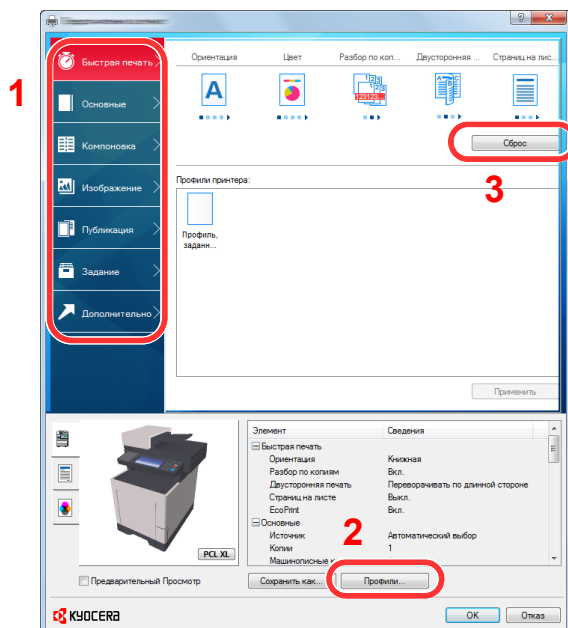 Быстрая печать
Основные
Компоновка
Изображение
Публикация
Задание
Дополнительно
1
Ориентация Цвет Разбор по коп... Двусторонняя ... Страниц на лис...
A
123
123123
A C
Сброс
3
Профили принтера:
Профиль,
заданн...
Применить
Элемент Сведения
Быстрая печать
Ориентация Книжная
Разбор по копиям Вкл.
Двусторонняя печать Переворачивать по длинной стороне
Страниц на листе Выкл.
EcoPrint Вкл.
Основные
Источник Автоматический выбор
Копии 1
Машинописные
2
PCL XL
Предварительный Просмотр
Сохранить как... Профили...
KYOCERA
OK Отказ